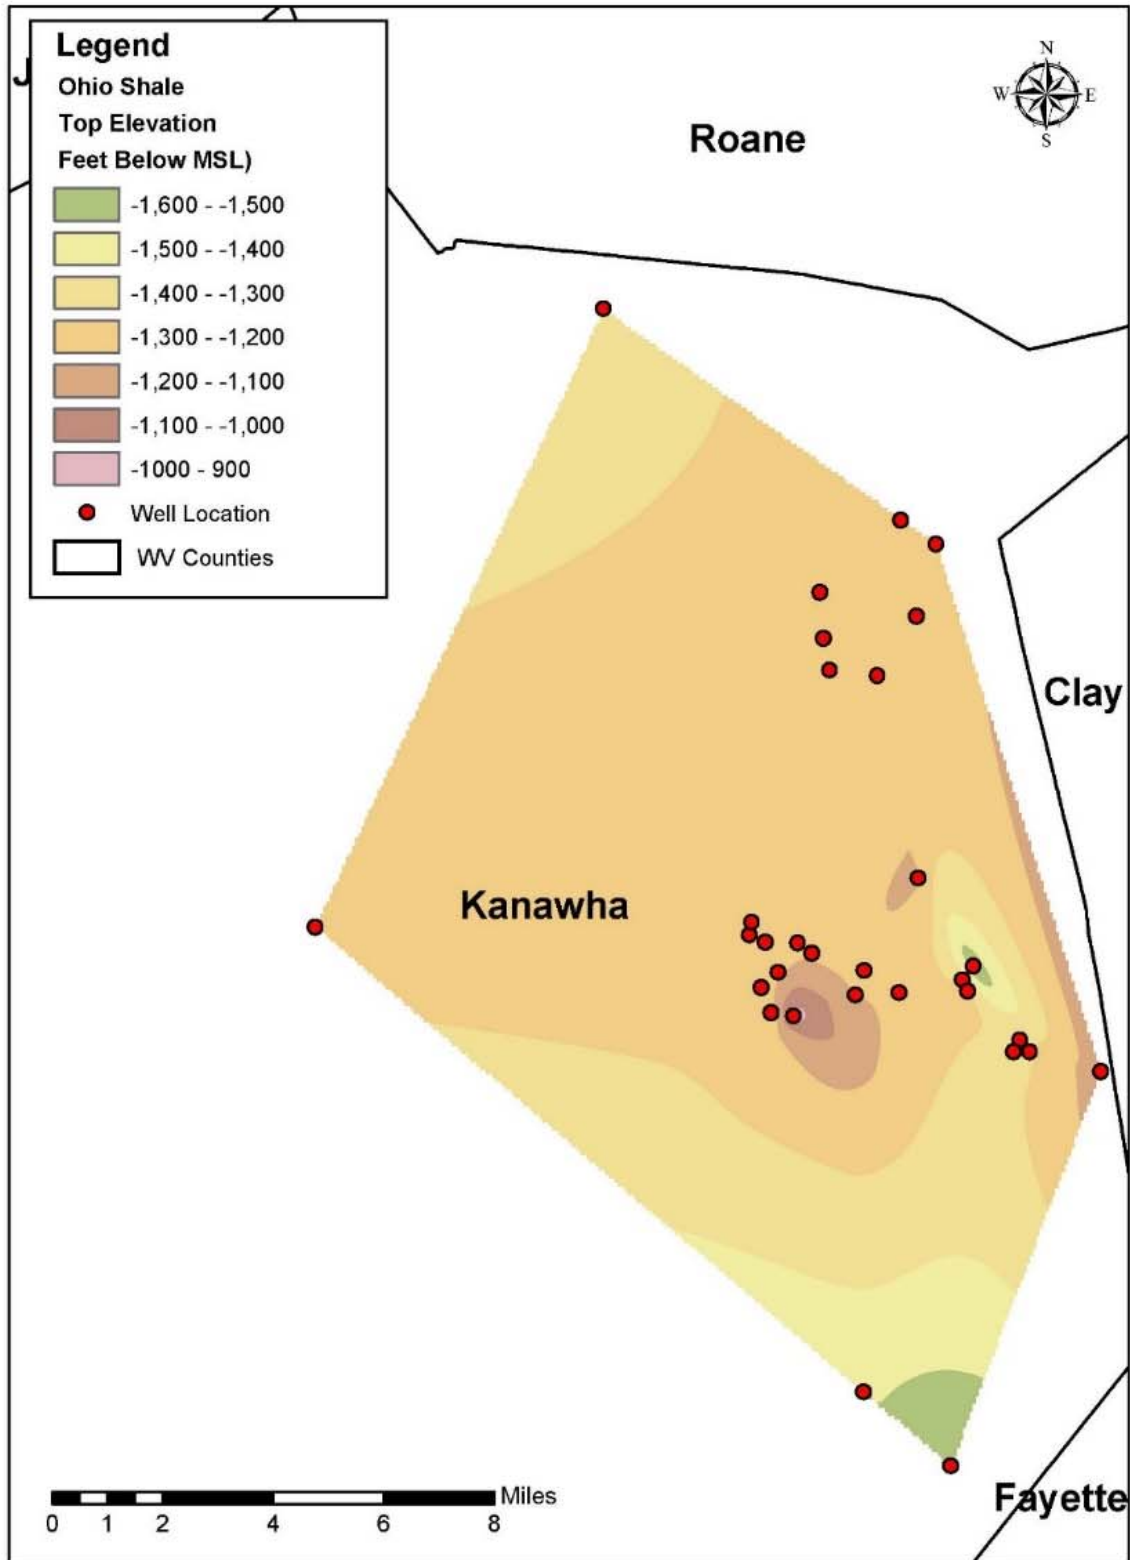 Legend
Ohio Shale
Top Elevation
Feet Below MSL)
-1,600 - -1,500
-1,500 - -1,400
-1,400 - -1,300
-1,300 - -1,200
-1,200 - -1,100
-1,100 - -1,000
-1000 - 900
Well Location
WV Counties
J
N
W E
S
Roane
Clay
Kanawha
Fayette
Miles
0 1 2 4 6 8